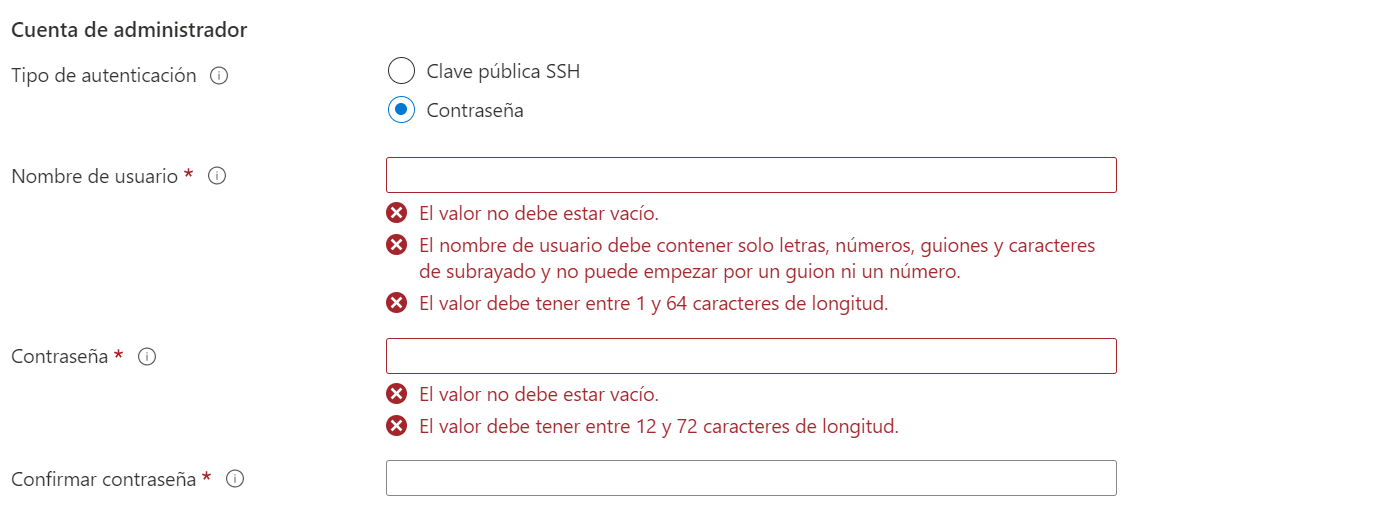 Cuenta de administrador
Tipo de autenticación
Clave pública SSH
Contraseña
Nombre de usuario *
El valor no debe estar vacío.
El nombre de usuario debe contener solo letras, números, guiones y caracteres
de subrayado y no puede empezar por un guion ni un número.
El valor debe tener entre 1 y 64 caracteres de longitud.
Contraseña *
El valor no debe estar vacío.
El valor debe tener entre 12 y 72 caracteres de longitud.
Confirmar contraseña *